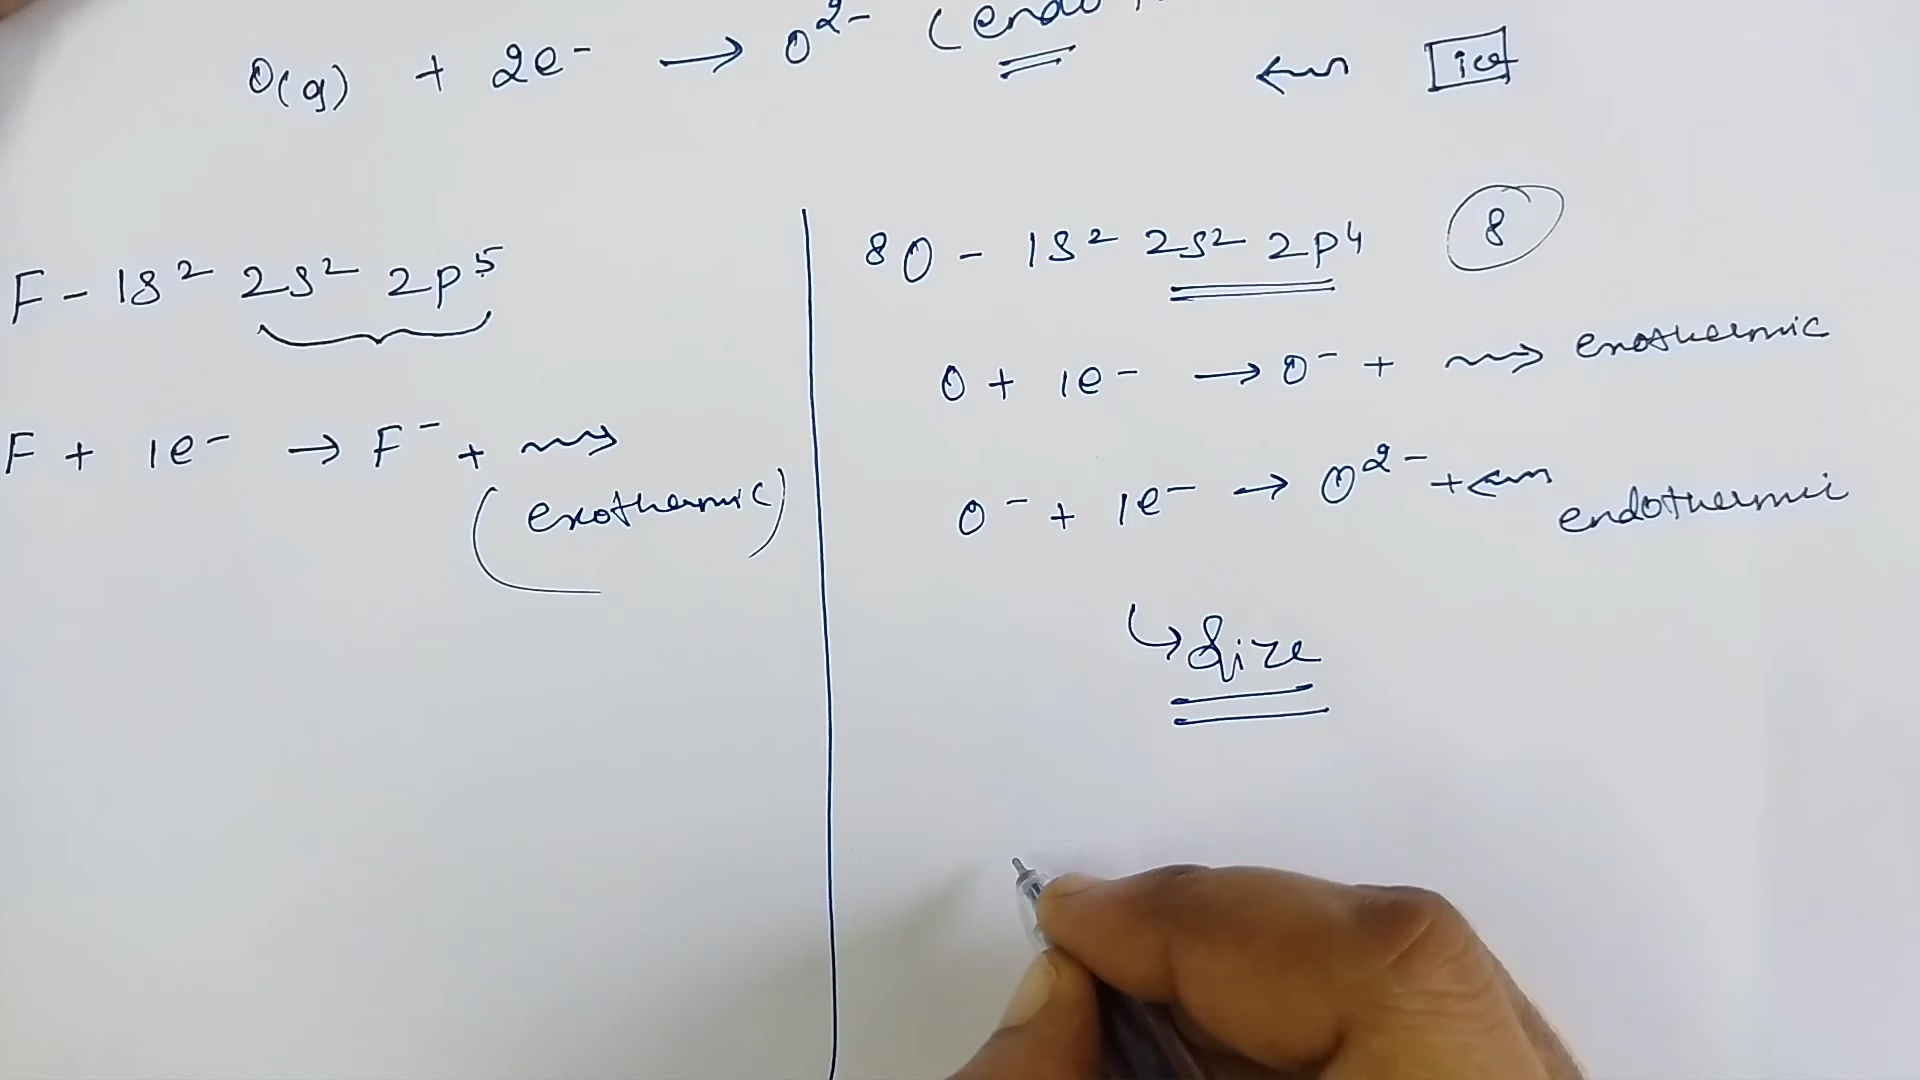 O(g) + 2e⁻ → O²⁻ (endo
← ice
F - 1s² 2s² 2p⁵
F + 1e⁻ → F⁻ + →
(exothermic)
⁸O - 1s² 2s² 2p⁴ 8
O + 1e⁻ → O⁻ + → exothermic
O⁻ + 1e⁻ → O²⁻ + ← endothermic
↳ Size